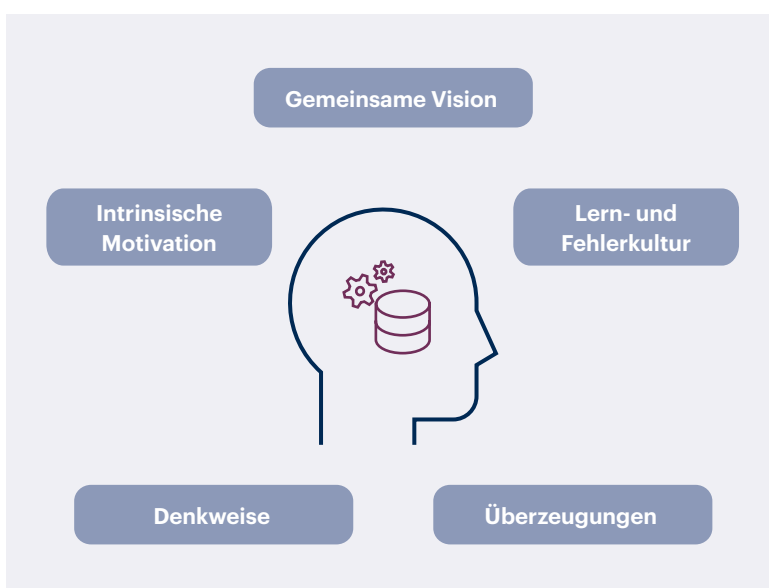 Gemeinsame Vision
Intrinsische
Motivation
Lern- und
Fehlerkultur
Denkweise
Überzeugungen